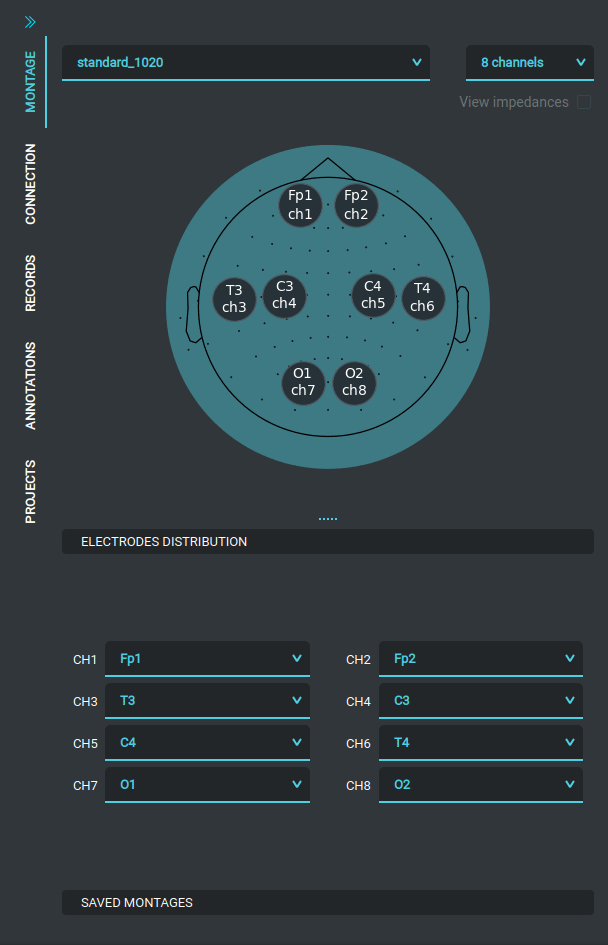 MONTAGE
CONNECTION
RECORDS
ANNOTATIONS
PROJECTS
standard_1020
8 channels
View impedances
Fp1
ch1
Fp2
ch2
T3
ch3
C3
ch4
C4
ch5
T4
ch6
O1
ch7
O2
ch8
ELECTRODES DISTRIBUTION
CH1 Fp1 CH2 Fp2
CH3 T3 CH4 C3
CH5 C4 CH6 T4
CH7 O1 CH8 O2
SAVED MONTAGES